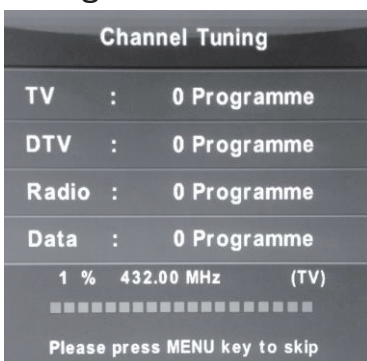 Channel Tuning
TV : 0 Programme
DTV : 0 Programme
Radio : 0 Programme
Data : 0 Programme
1 % 432.00 MHz (TV)
Please press MENU key to skip